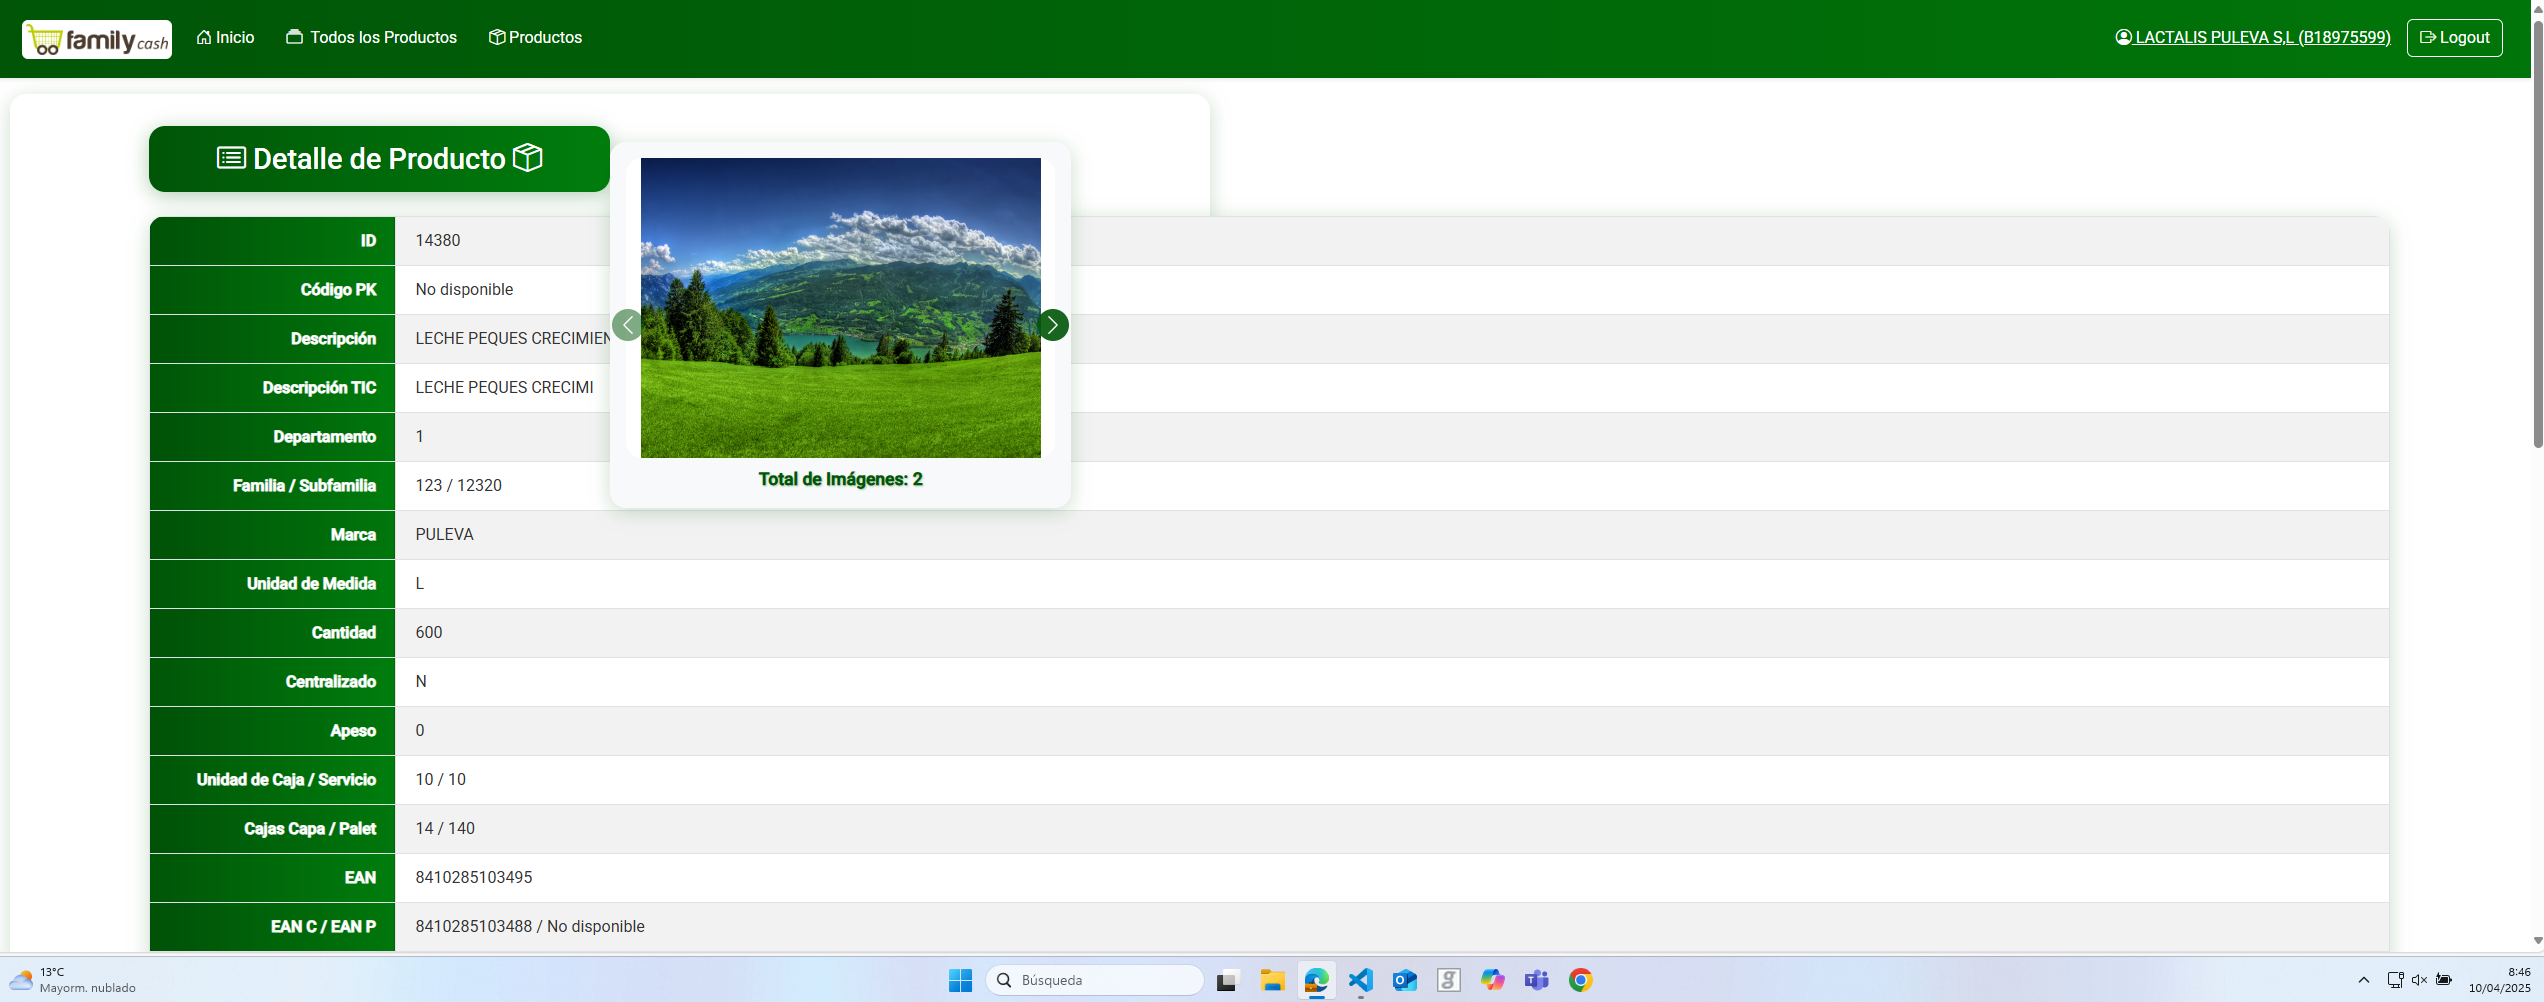 family cash
Inicio
Todos los Productos
Productos
LACTALIS PULEVA S,L (B18975599)
Logout
Detalle de Producto
ID 14380
Código PK No disponible
Descripción LECHE PEQUES CRECIMIEN
Descripción TIC LECHE PEQUES CRECIMI
Departamento 1
Familia / Subfamilia 123 / 12320
Total de Imágenes: 2
Marca PULEVA
Unidad de Medida L
Cantidad 600
Centralizado N
Apeso 0
Unidad de Caja / Servicio 10 / 10
Cajas Capa / Palet 14 / 140
EAN 8410285103495
EAN C / EAN P 8410285103488 / No disponible
13°C
Mayorm. nublado
Búsqueda
8:46
10/04/2025